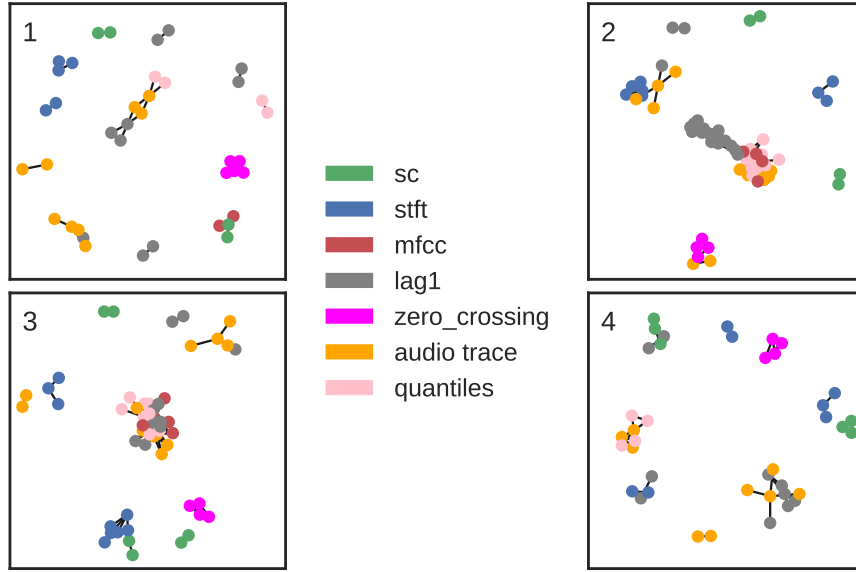 1
2
sc
stft
mfcc
lag1
zero_crossing
audio trace
quantiles
3
4